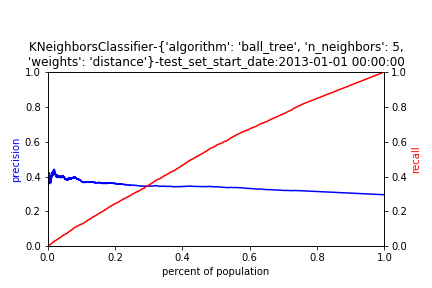 KNeighborsClassifier-{'algorithm': 'ball_tree', 'n_neighbors': 5,
'weights': 'distance'}-test_set_start_date:2013-01-01 00:00:00
1.0
0.8
0.6
0.4
0.2
0.0
precision
1.0
0.8
0.6
0.4
0.2
0.0
recall
0.0 0.2 0.4 0.6 0.8 1.0
percent of population